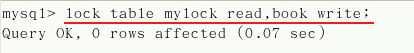 mysql> lock table mylock read,book write;
Query OK, 0 rows affected (0.07 sec)